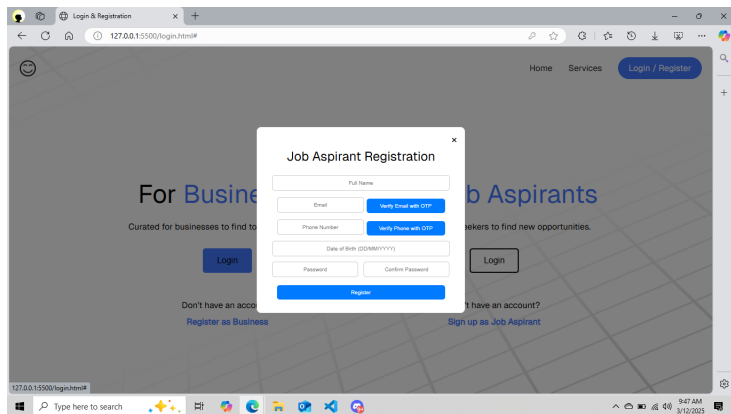 Login & Registration
127.0.0.1:5500/login.html#
Home Services Login / Register
Job Aspirant Registration
Full Name
For Busine
b Aspirants
Email Verify Email with OTP
Curated for businesses to find to
Phone Number Verify Phone with OTP
eekers to find new opportunities.
Date of Birth (DD/MM/YYYY)
Login
Password Confirm Password
Login
Register
Don't have an acco
't have an account?
Register as Business
Sign up as Job Aspirant
127.0.0.1:5500/login.html#
Type here to search
9:47 AM
3/12/2025